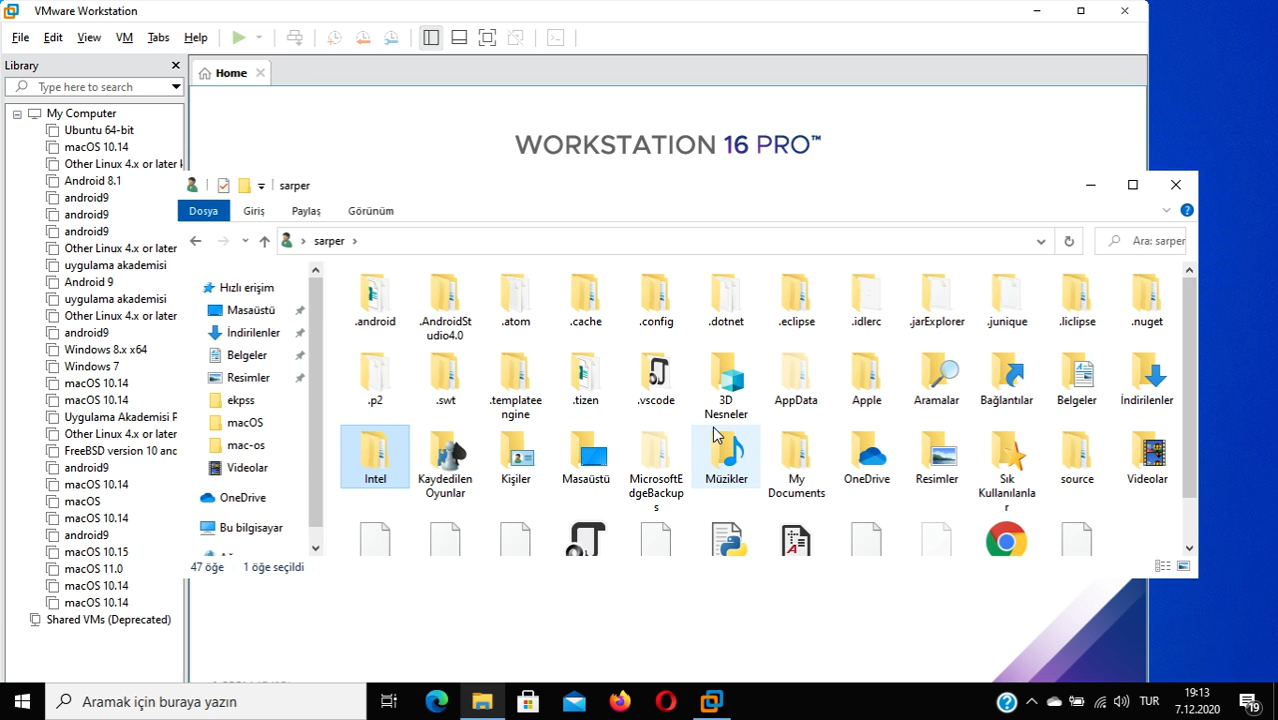 VMware Workstation
File Edit View VM Tabs Help
Library
Type here to search
Home
My Computer
Ubuntu 64-bit
macOS 10.14
Other Linux 4.x or later k
Android 8.1
android9
android9
android9
Other Linux 4.x or later
uygulama akademisi
Android 9
uygulama akademisi
Other Linux 4.x or later
android9
Windows 8.x x64
Windows 7
macOS 10.14
macOS 10.14
Uygulama Akademisi P
Other Linux 4.x or later
FreeBSD version 10 and
android9
macOS 10.14
macOS
macOS 10.14
android9
macOS 10.15
macOS 11.0
macOS 10.14
macOS 10.14
Shared VMs (Deprecated)
WORKSTATION 16 PRO™
sarper
Dosya Giriş Paylaş Görünüm
sarper
Ara: sarper
Hızlı erişim
Masaüstü
İndirilenler
Belgeler
Resimler
ekpss
macOS
mac-os
Videolar
OneDrive
Bu bilgisayar
.android .AndroidSt .atom .cache .config .dotnet .eclipse .idlerc .jarExplorer .junique .liclipse .nuget
udio4.0
.p2 .swt .templatee .tizen .vscode 3D AppData Apple Aramalar Bağlantılar Belgeler İndirilenler
ngine Nesneler
Intel Kaydedilen Kişiler Masaüstü MicrosoftE Müzikler My OneDrive Resimler Sık source Videolar
Oyunlar dgeBackup Documents Kullanılanla
s r
47 öğe 1 öğe seçildi
Aramak için buraya yazın
TUR
19:13
7.12.2020
19